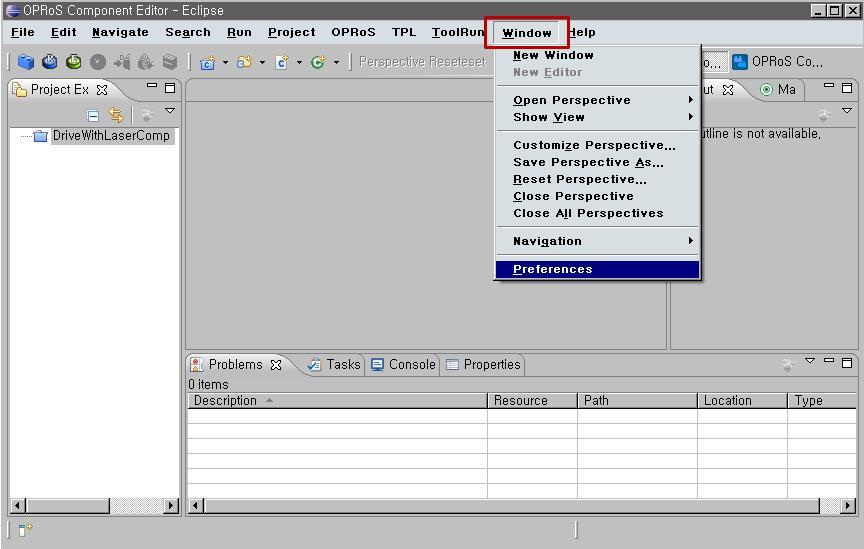 OPRoS Component Editor - Eclipse
File Edit Navigate Search Run Project OPRoS TPL ToolRun Window Help
Perspective Reseteset
o... OPRoS Co...
Project Ex
DriveWithLaserComp
New Window
New Editor
Open Perspective
Show View
Customize Perspective...
Save Perspective As...
Reset Perspective...
Close Perspective
Close All Perspectives
Navigation
Preferences
ut Ma
utline is not available.
Problems Tasks Console Properties
0 items
Description Resource Path Location Type